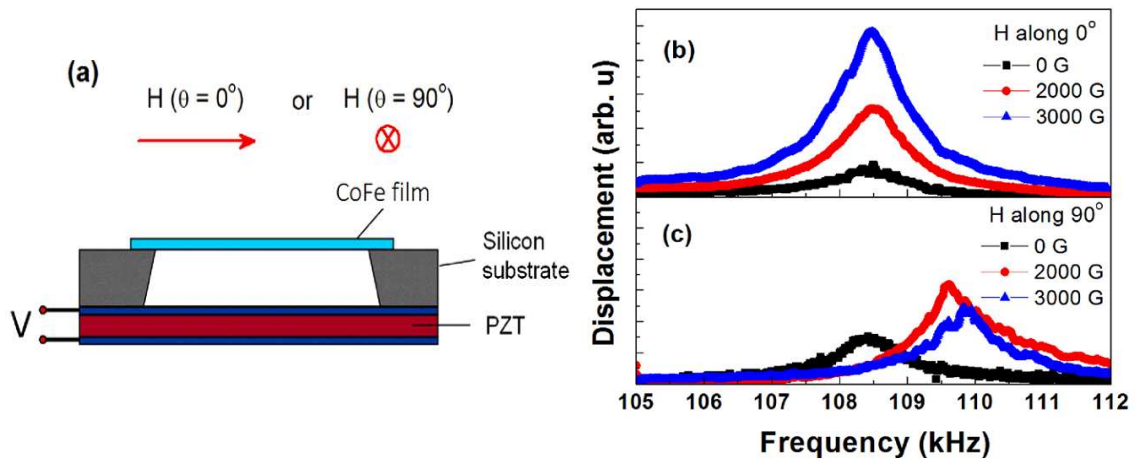 (a)
H (θ = 0°) or H (θ = 90°)
CoFe film
Silicon
substrate
PZT
V
(b)
H along 0°
0 G
2000 G
3000 G
(c)
H along 90°
0 G
2000 G
3000 G
Displacement (arb. u)
105 106 107 108 109 110 111 112
Frequency (kHz)